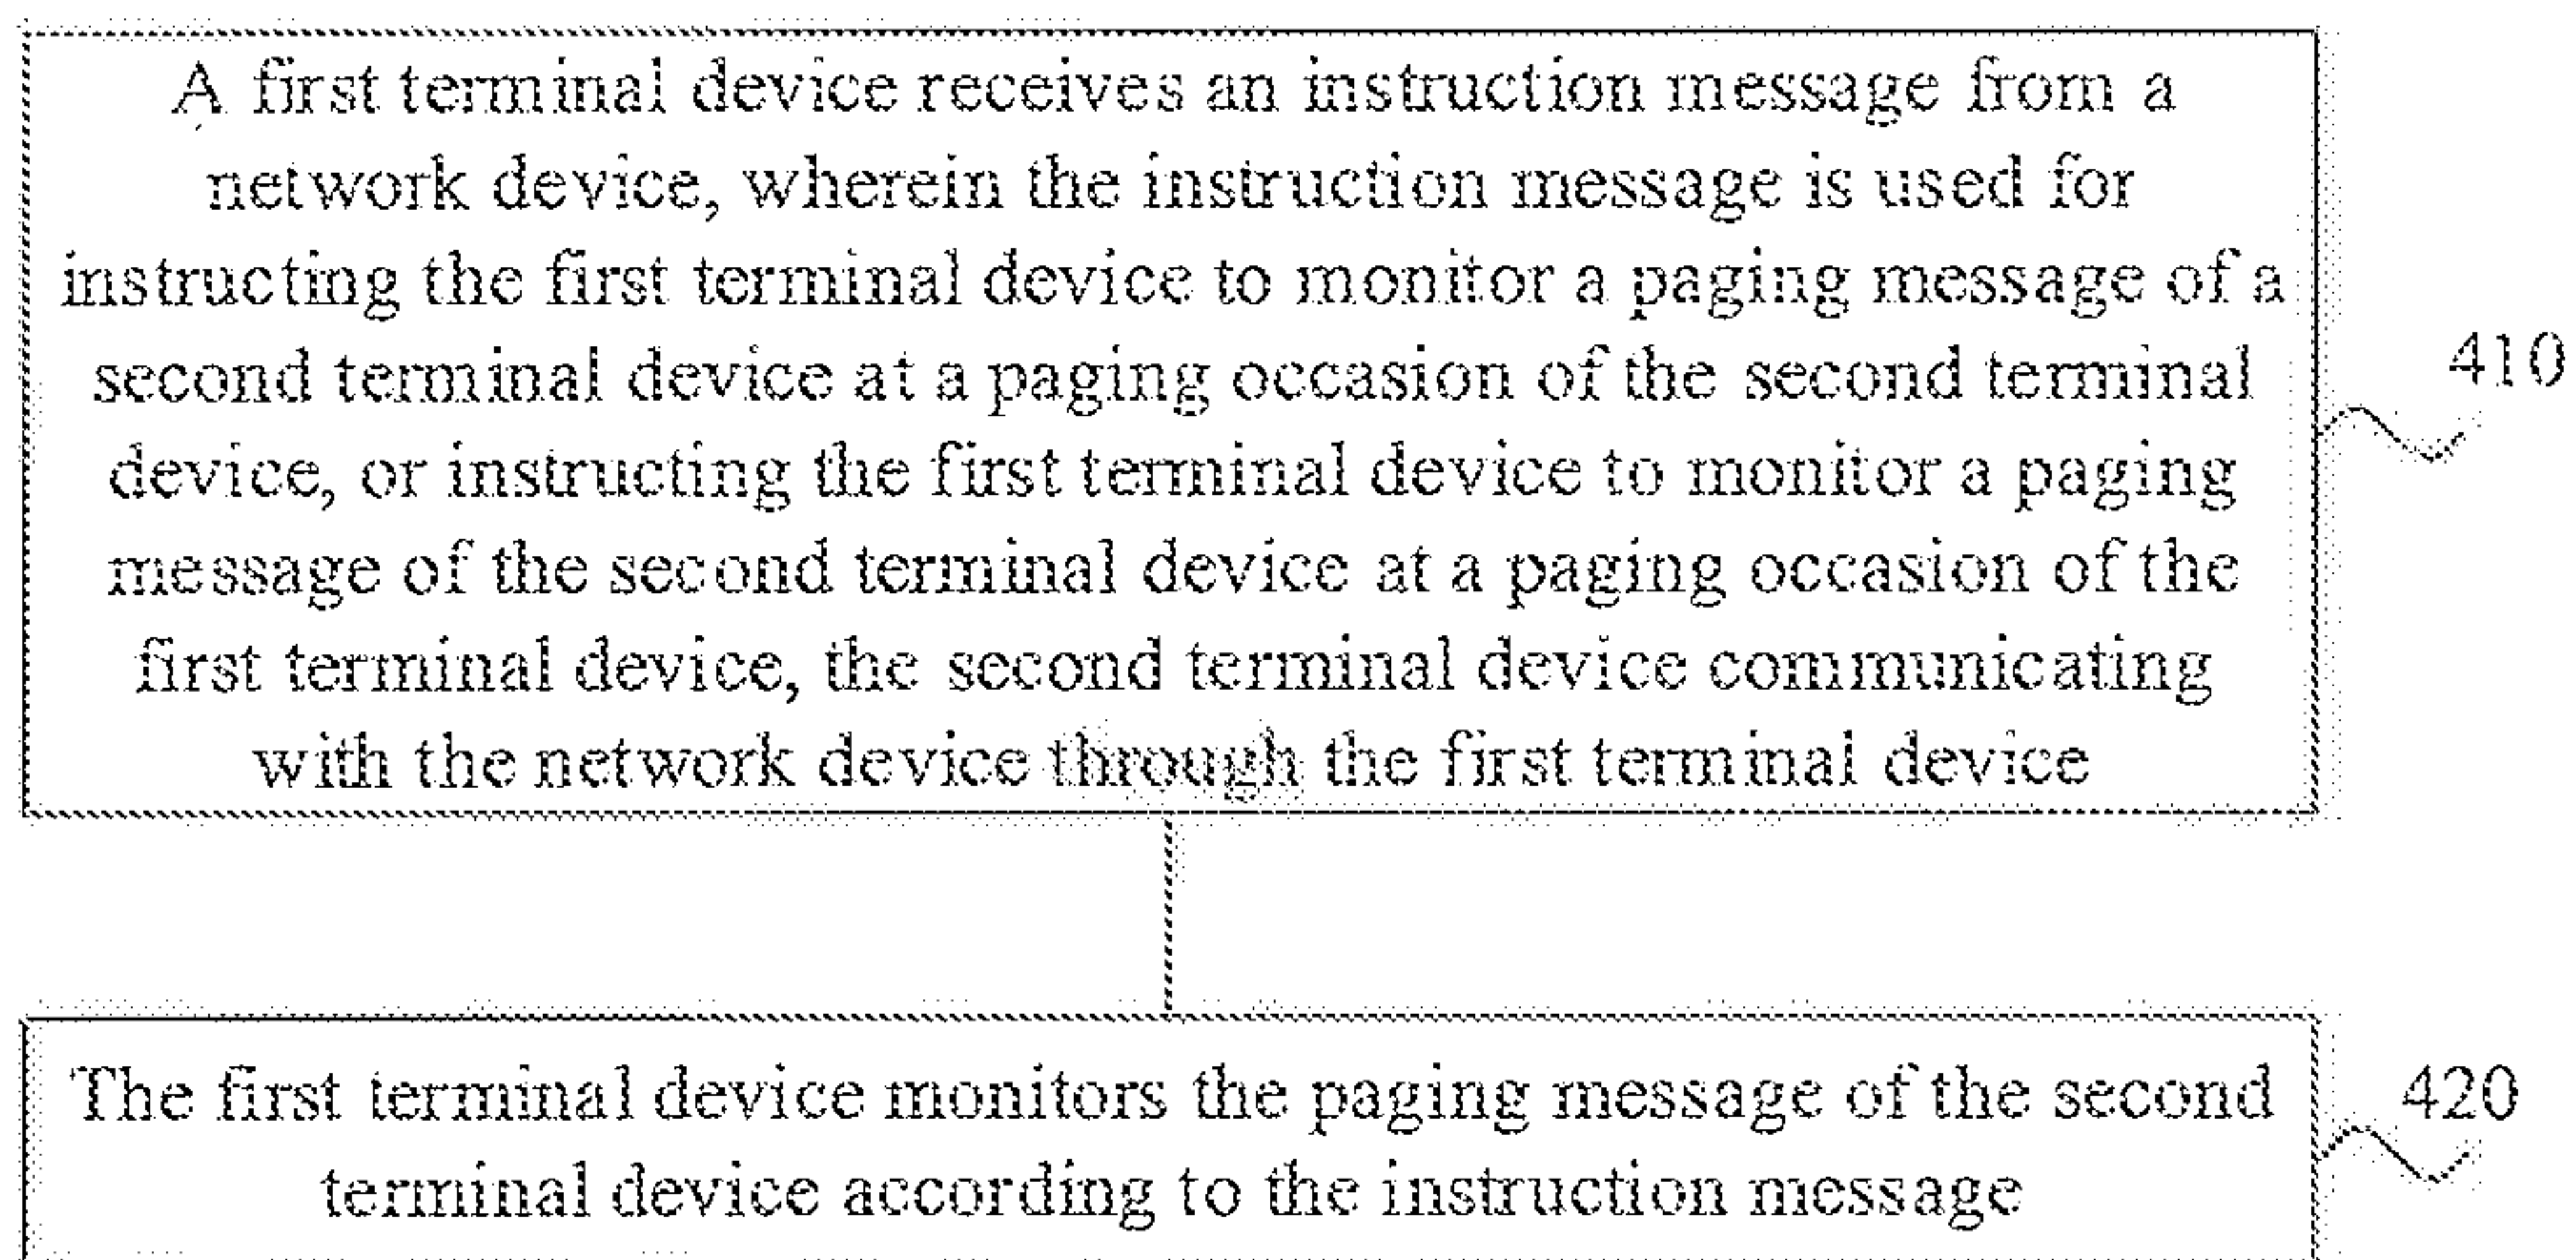 A first terminal device receives an instruction message from a
network device, wherein the instruction message is used for
instructing the first terminal device to monitor a paging message of a
second terminal device at a paging occasion of the second terminal
device, or instructing the first terminal device to monitor a paging
message of the second terminal device at a paging occasion of the
first terminal device, the second terminal device communicating
with the network device through the first terminal device
410
The first terminal device monitors the paging message of the second
terminal device according to the instruction message
420